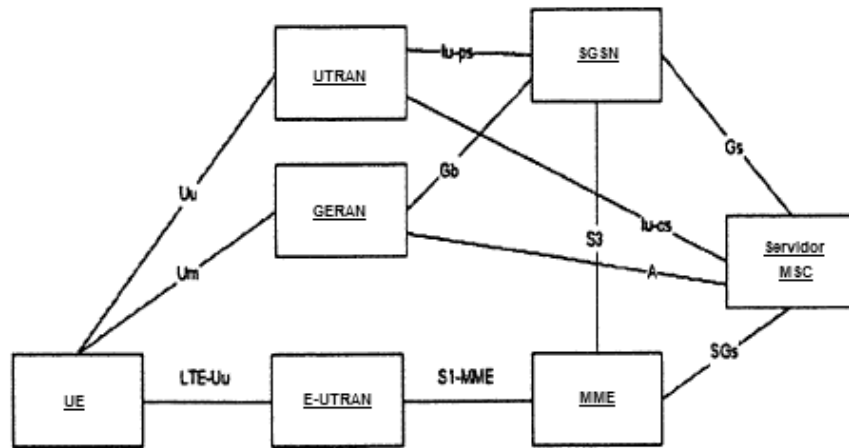 Iu-ps
SGSN
UTRAN
Gs
Gb
Uu
GERAN
Iu-cs
S3
Servidor
MSC
Um
A
SGs
LTE-Uu
S1-MME
UE
E-UTRAN
MME